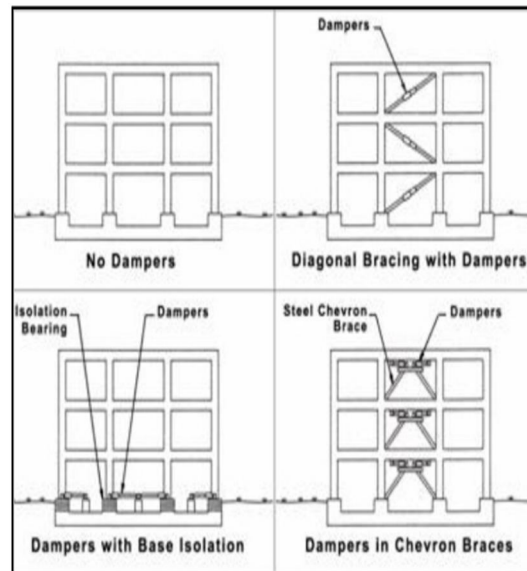 Dampers
No Dampers
Diagonal Bracing with Dampers
Isolation
Bearing
Dampers
Dampers with Base Isolation
Steel Chevron
Brace
Dampers
Dampers in Chevron Braces